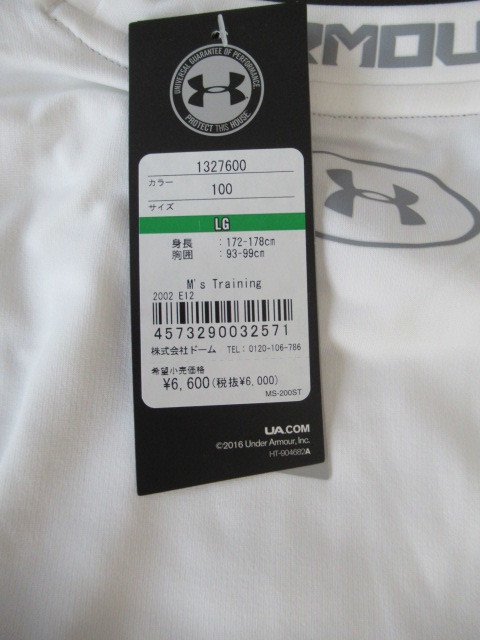 ARMOU
UNIVERSAL GUARANTEE OF PERFORMANCE
PROTECT THIS HOUSE
1327600
カラー
100
サイズ
LG
身長 : 172-178cm
胸囲 : 93-99cm
M's Training
2002 E12
4573290032571
株式会社ドーム TEL: 0120-106-786
希望小売価格
¥6,600(税抜¥6,000)
MS-200ST
UA.COM
©2016 Under Armour, Inc.
HT-904682A